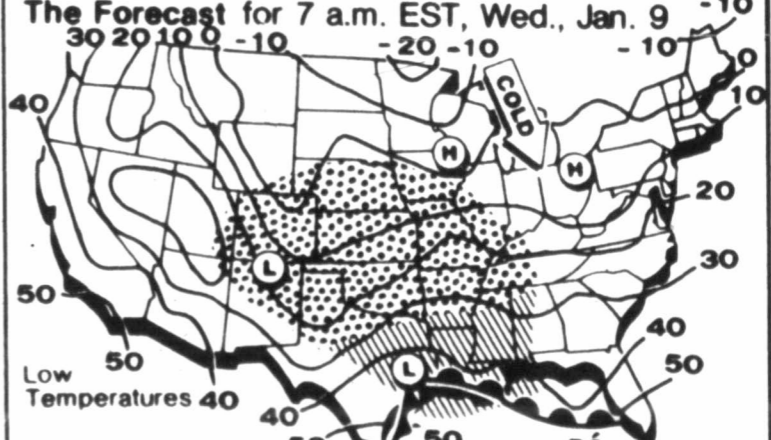 The Forecast for 7 a.m. EST, Wed., Jan. 9
-10
30 20 10 0 -10 -20 -10 -10
0
40 10
COLD
H
H
20
L
30
50
40
50 L 50
Low
Temperatures 40
40
50